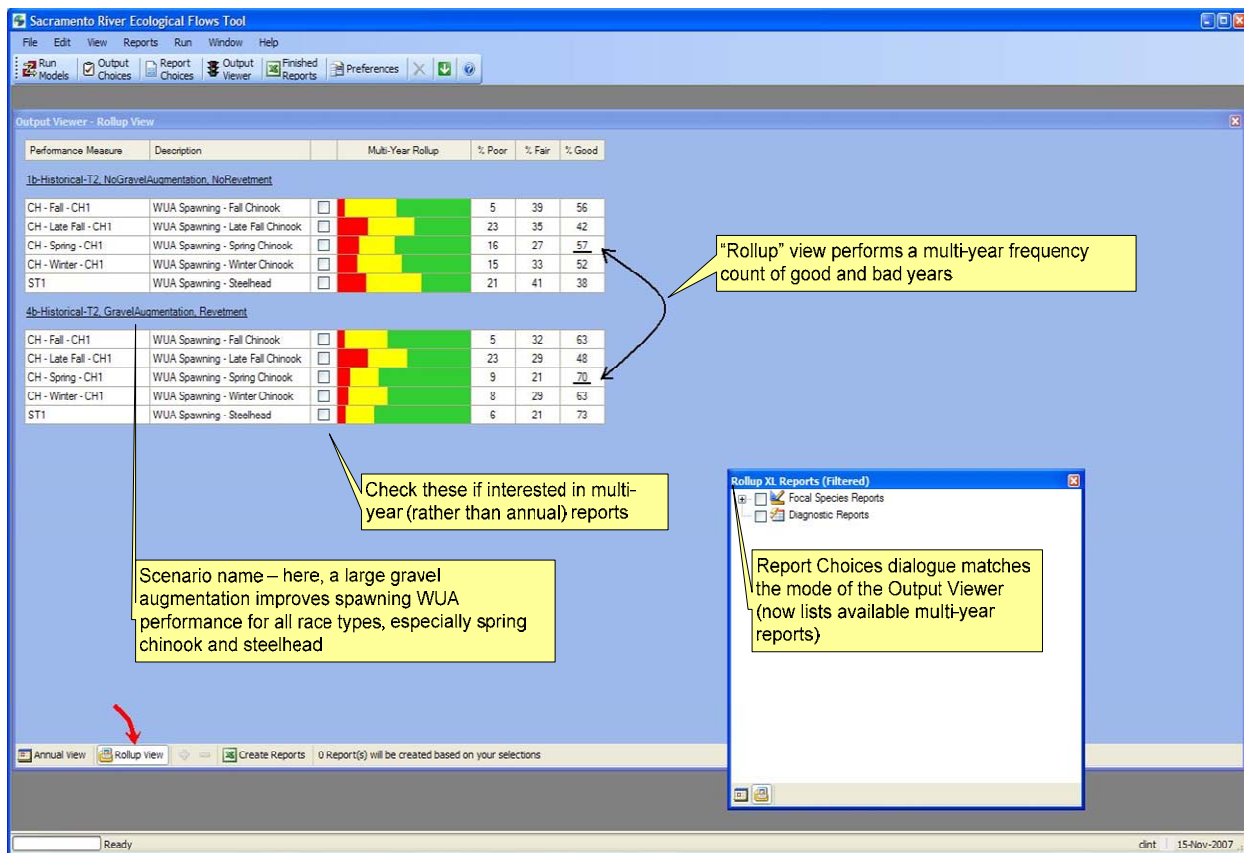 Sacramento River Ecological Flows Tool
File Edit View Reports Run Window Help
Run Models Output Choices Report Choices Output Viewer Finished Reports Preferences
Output Viewer - Rollup View
Performance Measure Description Multi-Year Rollup % Poor % Fair % Good
1b-Historical-T2, NoGravelAugmentation, NoRevetment
CH - Fall - CH1 WUA Spawning - Fall Chinook 5 39 56
CH - Late Fall - CH1 WUA Spawning - Late Fall Chinook 23 35 42
CH - Spring - CH1 WUA Spawning - Spring Chinook 16 27 57
CH - Winter - CH1 WUA Spawning - Winter Chinook 15 33 52
ST1 WUA Spawning - Steelhead 21 41 38
"Rollup" view performs a multi-year frequency
count of good and bad years
4b-Historical-T2, GravelAugmentation, Revetment
CH - Fall - CH1 WUA Spawning - Fall Chinook 5 32 63
CH - Late Fall - CH1 WUA Spawning - Late Fall Chinook 23 29 48
CH - Spring - CH1 WUA Spawning - Spring Chinook 9 21 70
CH - Winter - CH1 WUA Spawning - Winter Chinook 8 29 63
ST1 WUA Spawning - Steelhead 6 21 73
Check these if interested in multi-
year (rather than annual) reports
Scenario name – here, a large gravel
augmentation improves spawning WUA
performance for all race types, especially spring
chinook and steelhead
Rollup XL Reports (Filtered)
Focal Species Reports
Diagnostic Reports
Report Choices dialogue matches
the mode of the Output Viewer
(now lists available multi-year
reports)
Annual View Rollup View Create Reports 0 Report(s) will be created based on your selections
Ready clint 15-Nov-2007